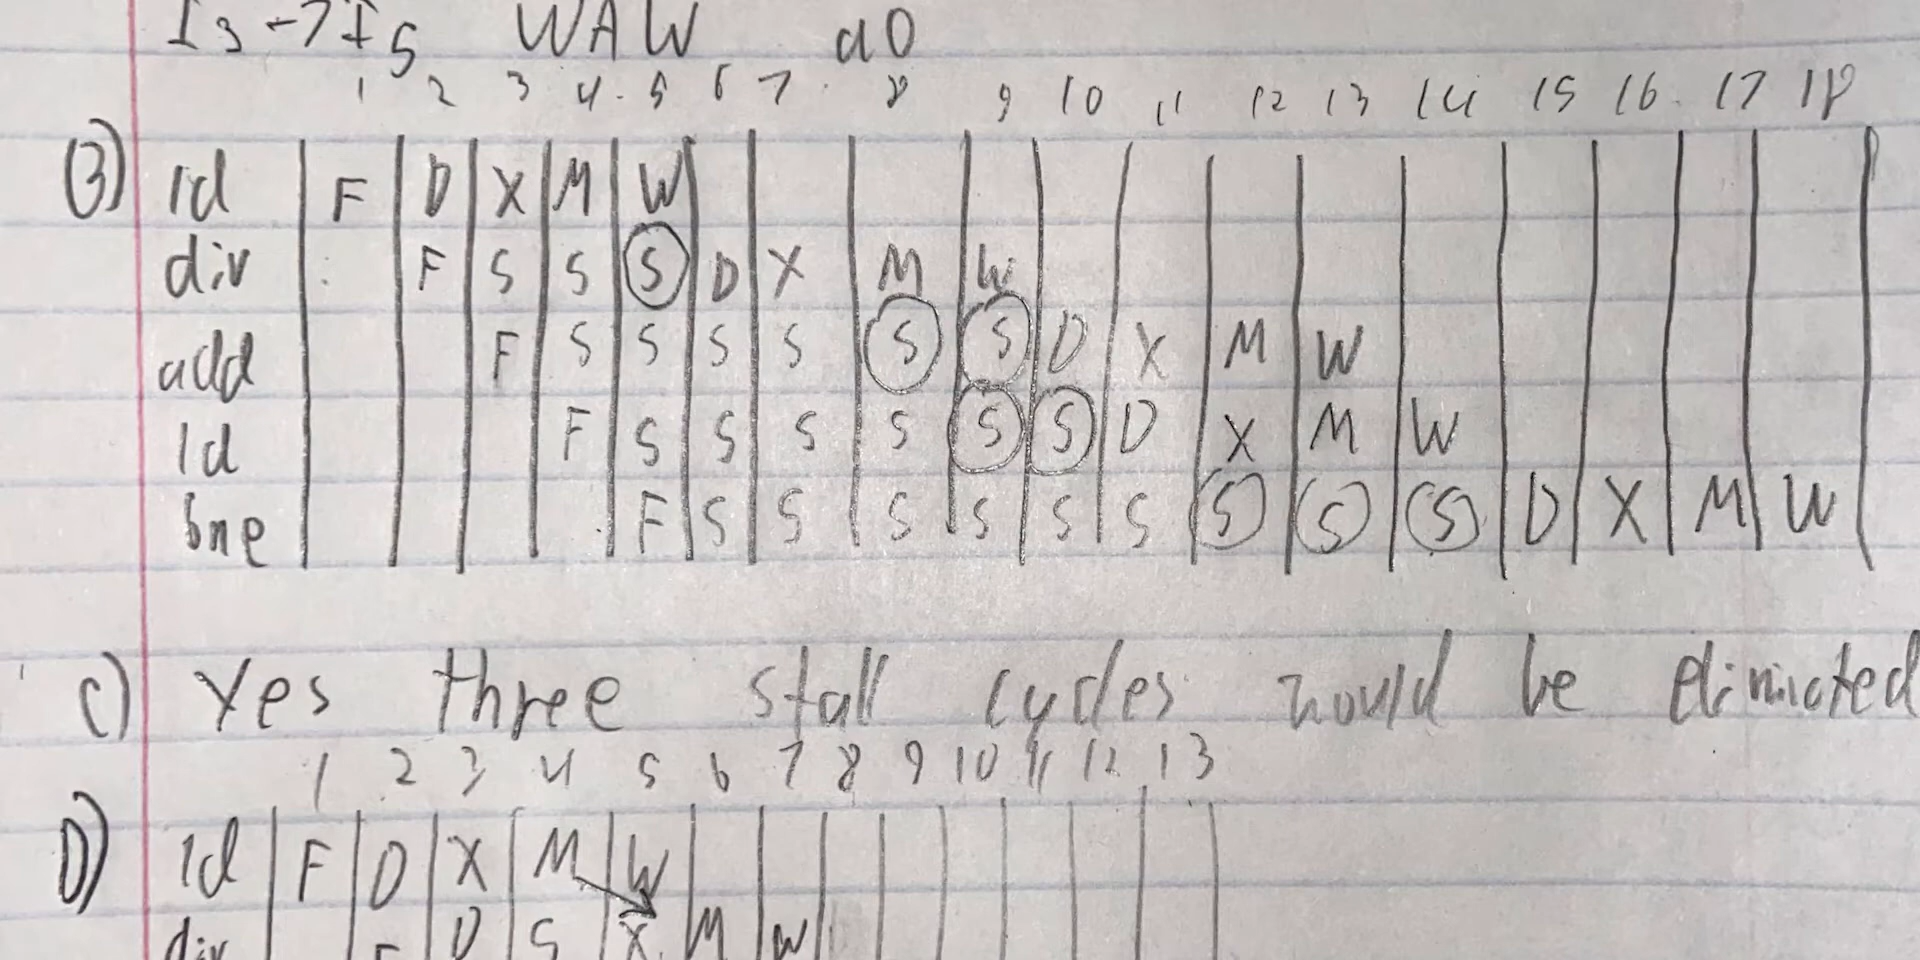 I3->I5 WAW a0
1 2 3 4 5 6 7 8 9 10 11 12 13 14 15 16 17 18
B) ld F D X M W
div F S S S D X M W
add F S S S S S S D X M W
ld F S S S S S S D X M W
bne F S S S S S S S S S D X M W
C) Yes three stall cycles would be elimicted
1 2 3 4 5 6 7 8 9 10 11 12 13
D) ld F D X M W
div F D S X M W